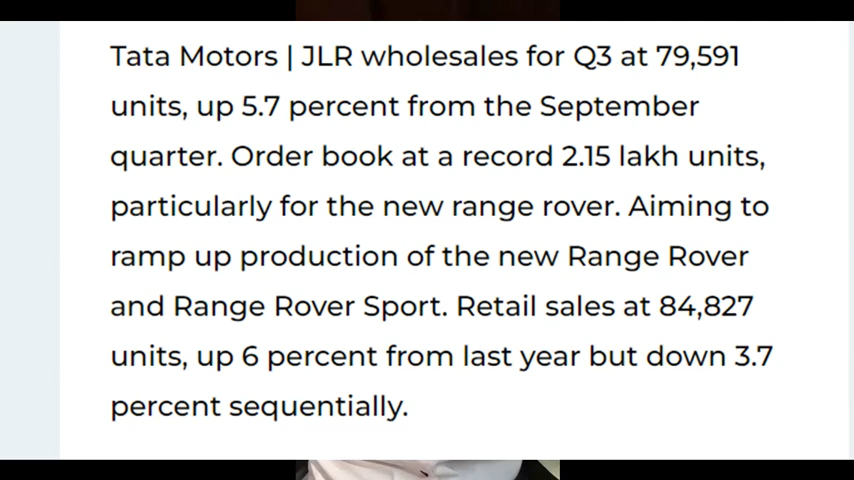 Tata Motors | JLR wholesales for Q3 at 79,591
units, up 5.7 percent from the September
quarter. Order book at a record 2.15 lakh units,
particularly for the new range rover. Aiming to
ramp up production of the new Range Rover
and Range Rover Sport. Retail sales at 84,827
units, up 6 percent from last year but down 3.7
percent sequentially.